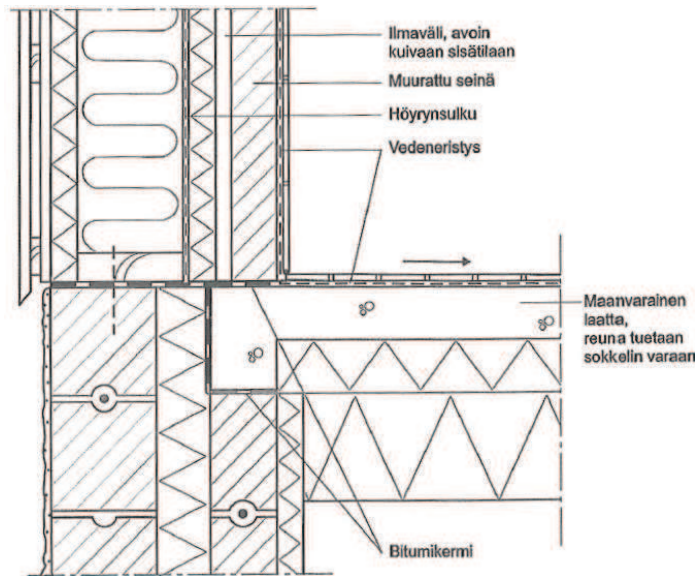 Ilmaväli, avoin
kuivaan sisätilaan
Muurattu seinä
Höyrynsulku
Vedeneristys
Maanvarainen
laatta,
reuna tuetaan
sokkelin varaan
Bitumikermi